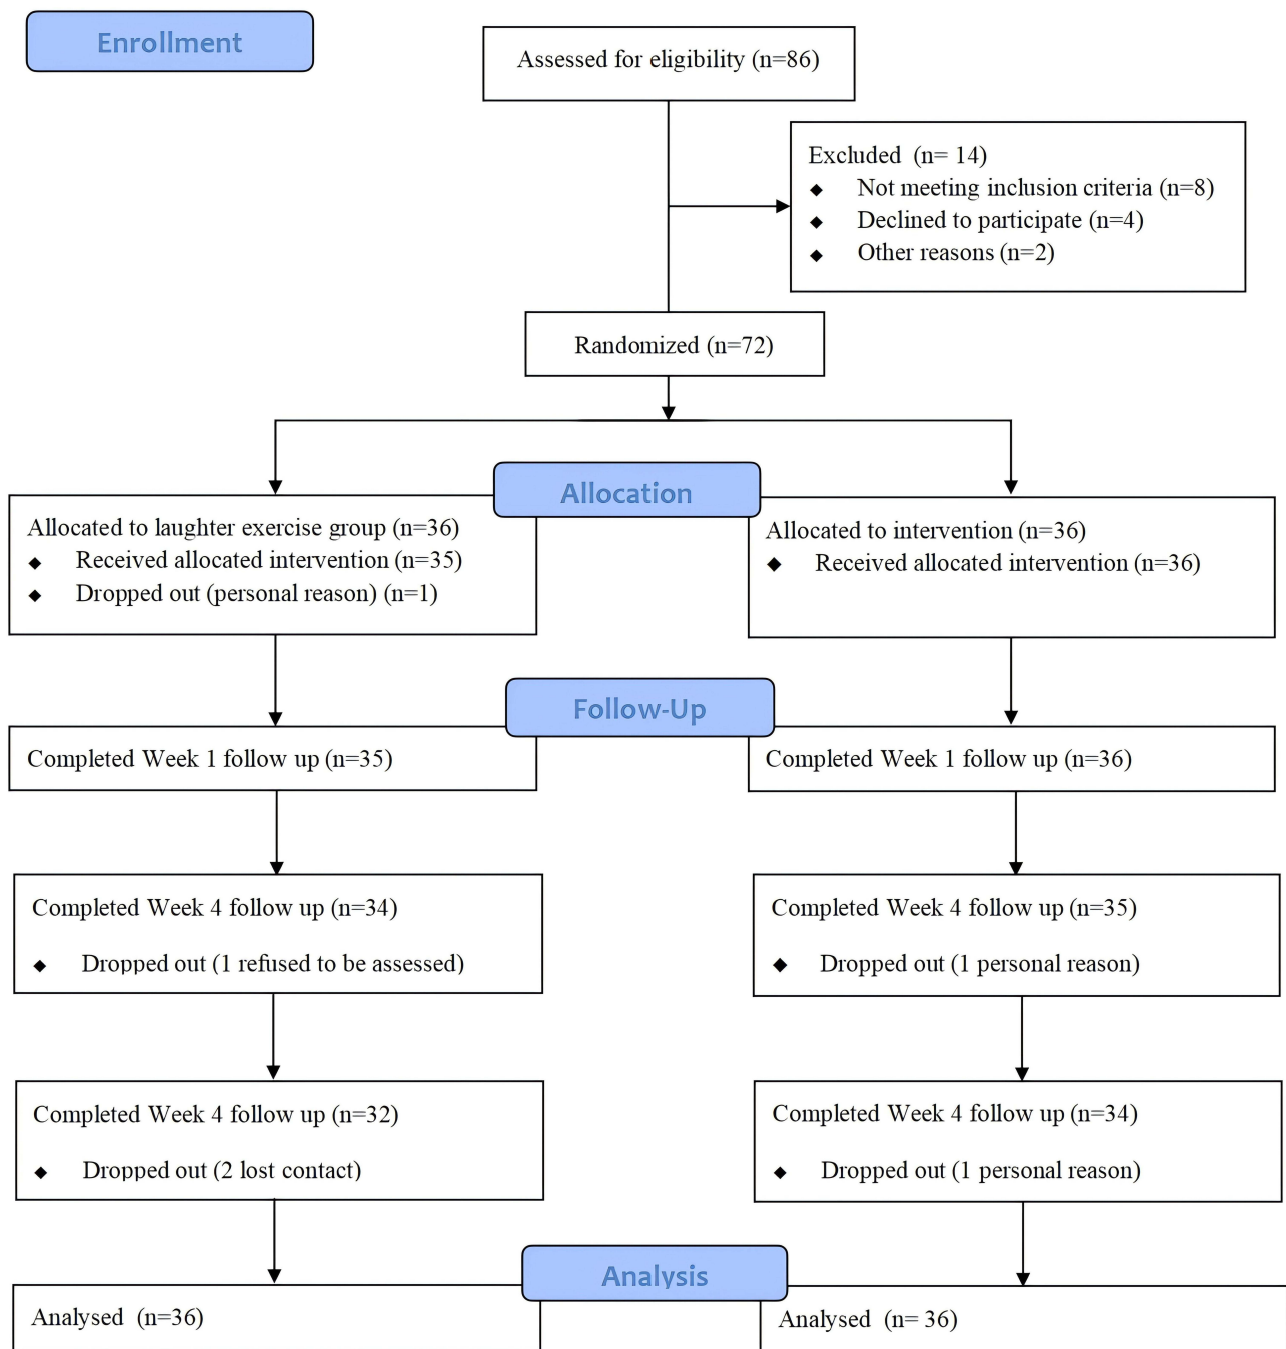 Enrollment
Assessed for eligibility (n=86)
Excluded (n= 14)
◆ Not meeting inclusion criteria (n=8)
◆ Declined to participate (n=4)
◆ Other reasons (n=2)
Randomized (n=72)
Allocation
Allocated to laughter exercise group (n=36)
◆ Received allocated intervention (n=35)
◆ Dropped out (personal reason) (n=1)
Allocated to intervention (n=36)
◆ Received allocated intervention (n=36)
Follow-Up
Completed Week 1 follow up (n=35)
Completed Week 1 follow up (n=36)
Completed Week 4 follow up (n=34)
◆ Dropped out (1 refused to be assessed)
Completed Week 4 follow up (n=35)
◆ Dropped out (1 personal reason)
Completed Week 4 follow up (n=32)
◆ Dropped out (2 lost contact)
Completed Week 4 follow up (n=34)
◆ Dropped out (1 personal reason)
Analysis
Analysed (n=36)
Analysed (n= 36)